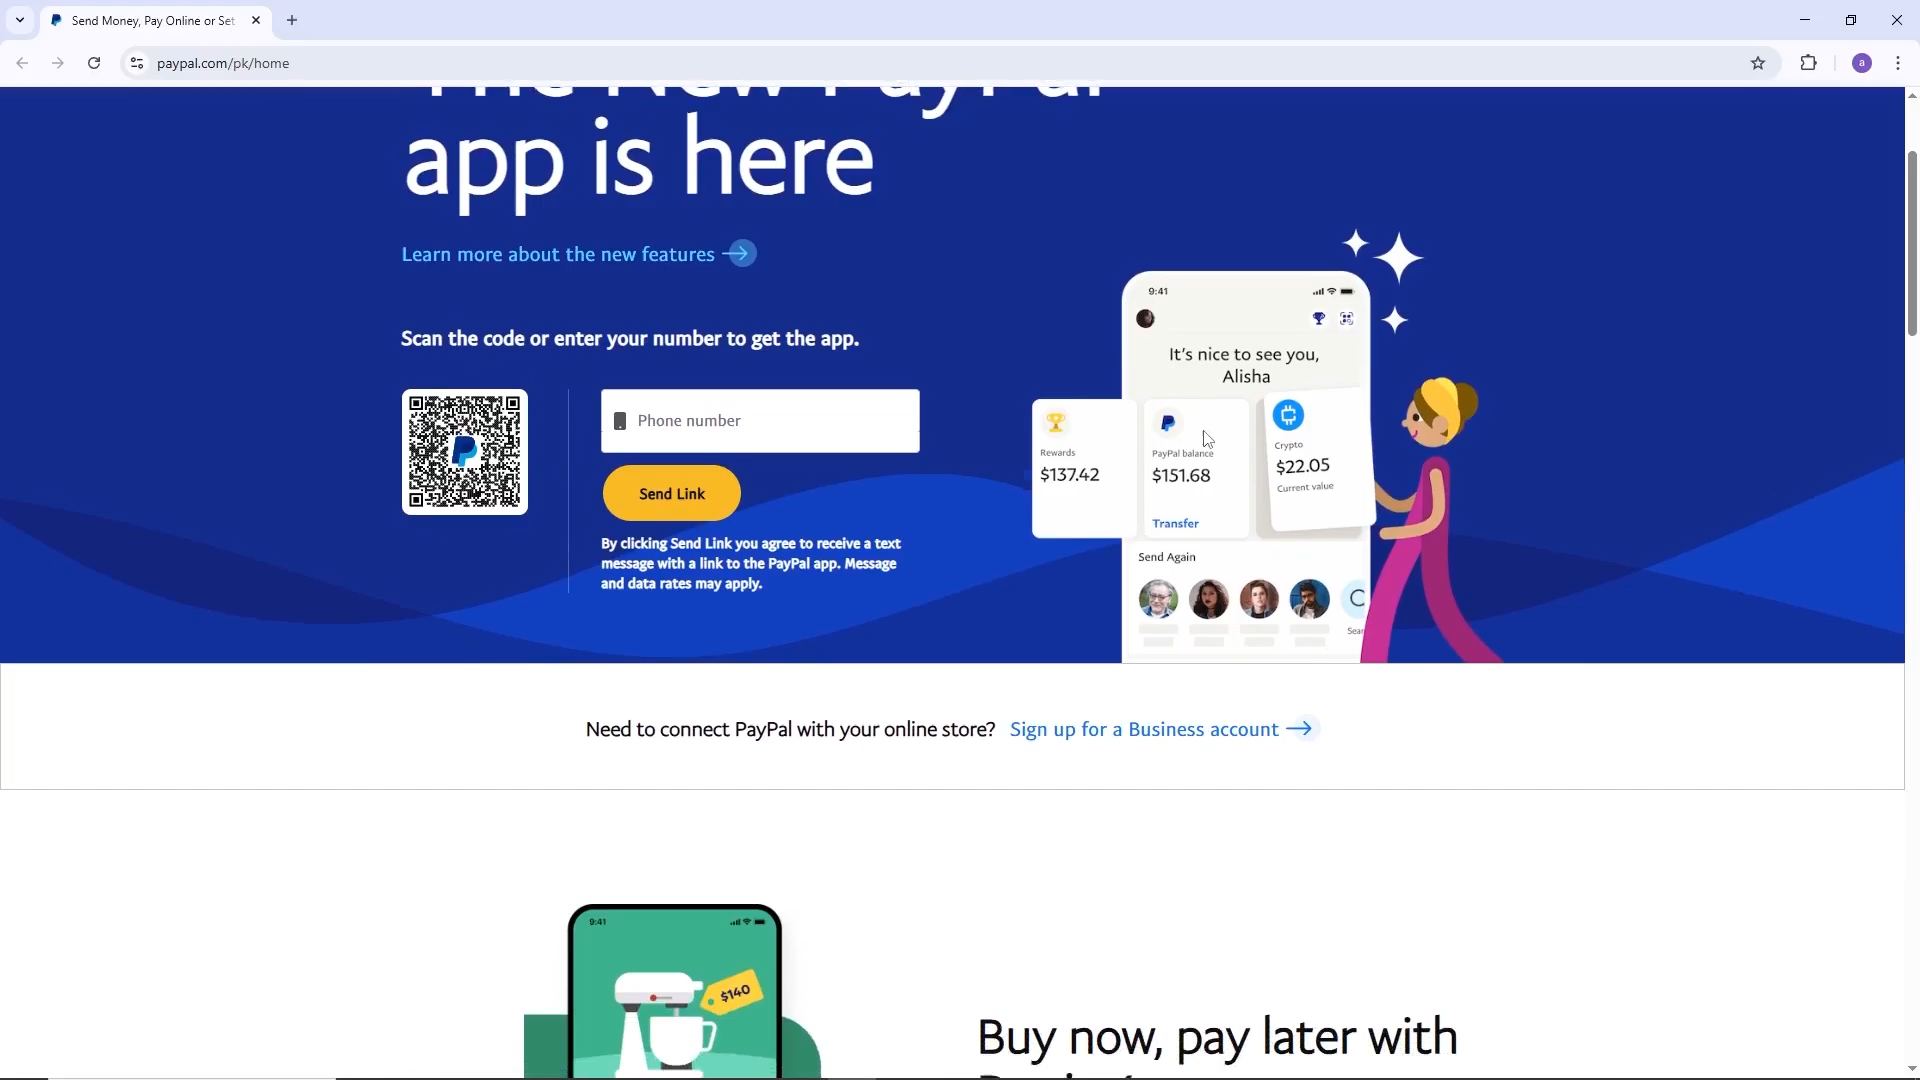 Send Money, Pay Online or Set
paypal.com/pk/home
a
The New PayPal
app is here
Learn more about the new features
Scan the code or enter your number to get the app.
Phone number
Send Link
By clicking Send Link you agree to receive a text
message with a link to the PayPal app. Message
and data rates may apply.
9:41
It's nice to see you,
Alisha
Rewards
$137.42
PayPal balance
$151.68
Transfer
Crypto
$22.05
Current value
Send Again
Need to connect PayPal with your online store? Sign up for a Business account
9:41
$140
Buy now, pay later with